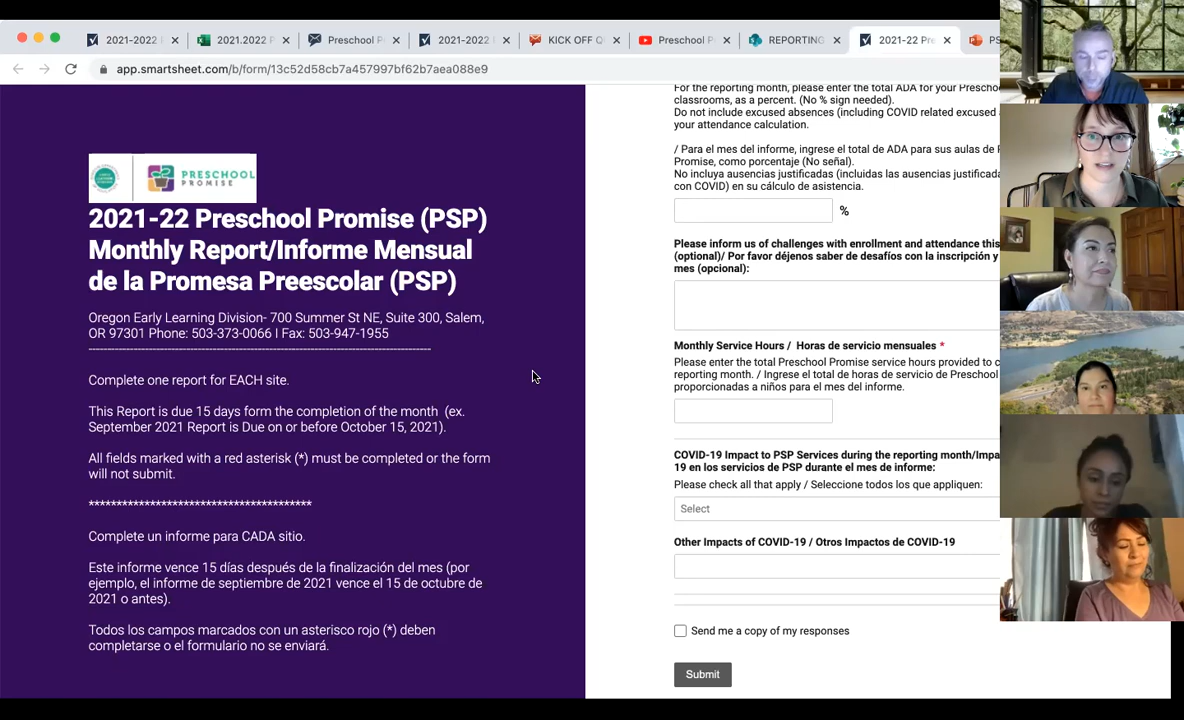 2021-2022
2021.2022 P
Preschool P
2021-2022
KICK OFF Q
Preschool P
REPORTING
2021-22 Pre
PS
app.smartsheet.com/b/form/13c52d58cb7a457997bf62b7aea088e9
PRESCHOOL
PROMISE
2021-22 Preschool Promise (PSP)
Monthly Report/Informe Mensual
de la Promesa Preescolar (PSP)
Oregon Early Learning Division- 700 Summer St NE, Suite 300, Salem,
OR 97301 Phone: 503-373-0066 I Fax: 503-947-1955
--------------------------------------------------------------------------------
Complete one report for EACH site.
This Report is due 15 days form the completion of the month (ex.
September 2021 Report is Due on or before October 15, 2021).
All fields marked with a red asterisk (*) must be completed or the form
will not submit.
****************************************
Complete un informe para CADA sitio.
Este informe vence 15 días después de la finalización del mes (por
ejemplo, el informe de septiembre de 2021 vence el 15 de octubre de
2021 o antes).
Todos los campos marcados con un asterisco rojo (*) deben
completarse o el formulario no se enviará.
For the reporting month, please enter the total ADA for your Prescho
classrooms, as a percent. (No % sign needed).
Do not include excused absences (including COVID related excused a
your attendance calculation.
/ Para el mes del informe, ingrese el total de ADA para sus aulas de P
Promise, como porcentaje (No señal).
No incluya ausencias justificadas (incluidas las ausencias justificada
con COVID) en su cálculo de asistencia.
%
Please inform us of challenges with enrollment and attendance this
(optional)/ Por favor déjenos saber de desafíos con la inscripción y
mes (opcional):
Monthly Service Hours / Horas de servicio mensuales *
Please enter the total Preschool Promise service hours provided to c
reporting month. / Ingrese el total de horas de servicio de Preschool
proporcionadas a niños para el mes del informe.
COVID-19 Impact to PSP Services during the reporting month/Impa
19 en los servicios de PSP durante el mes de informe:
Please check all that apply / Seleccione todos los que appliquen:
Select
Other Impacts of COVID-19 / Otros Impactos de COVID-19
Send me a copy of my responses
Submit